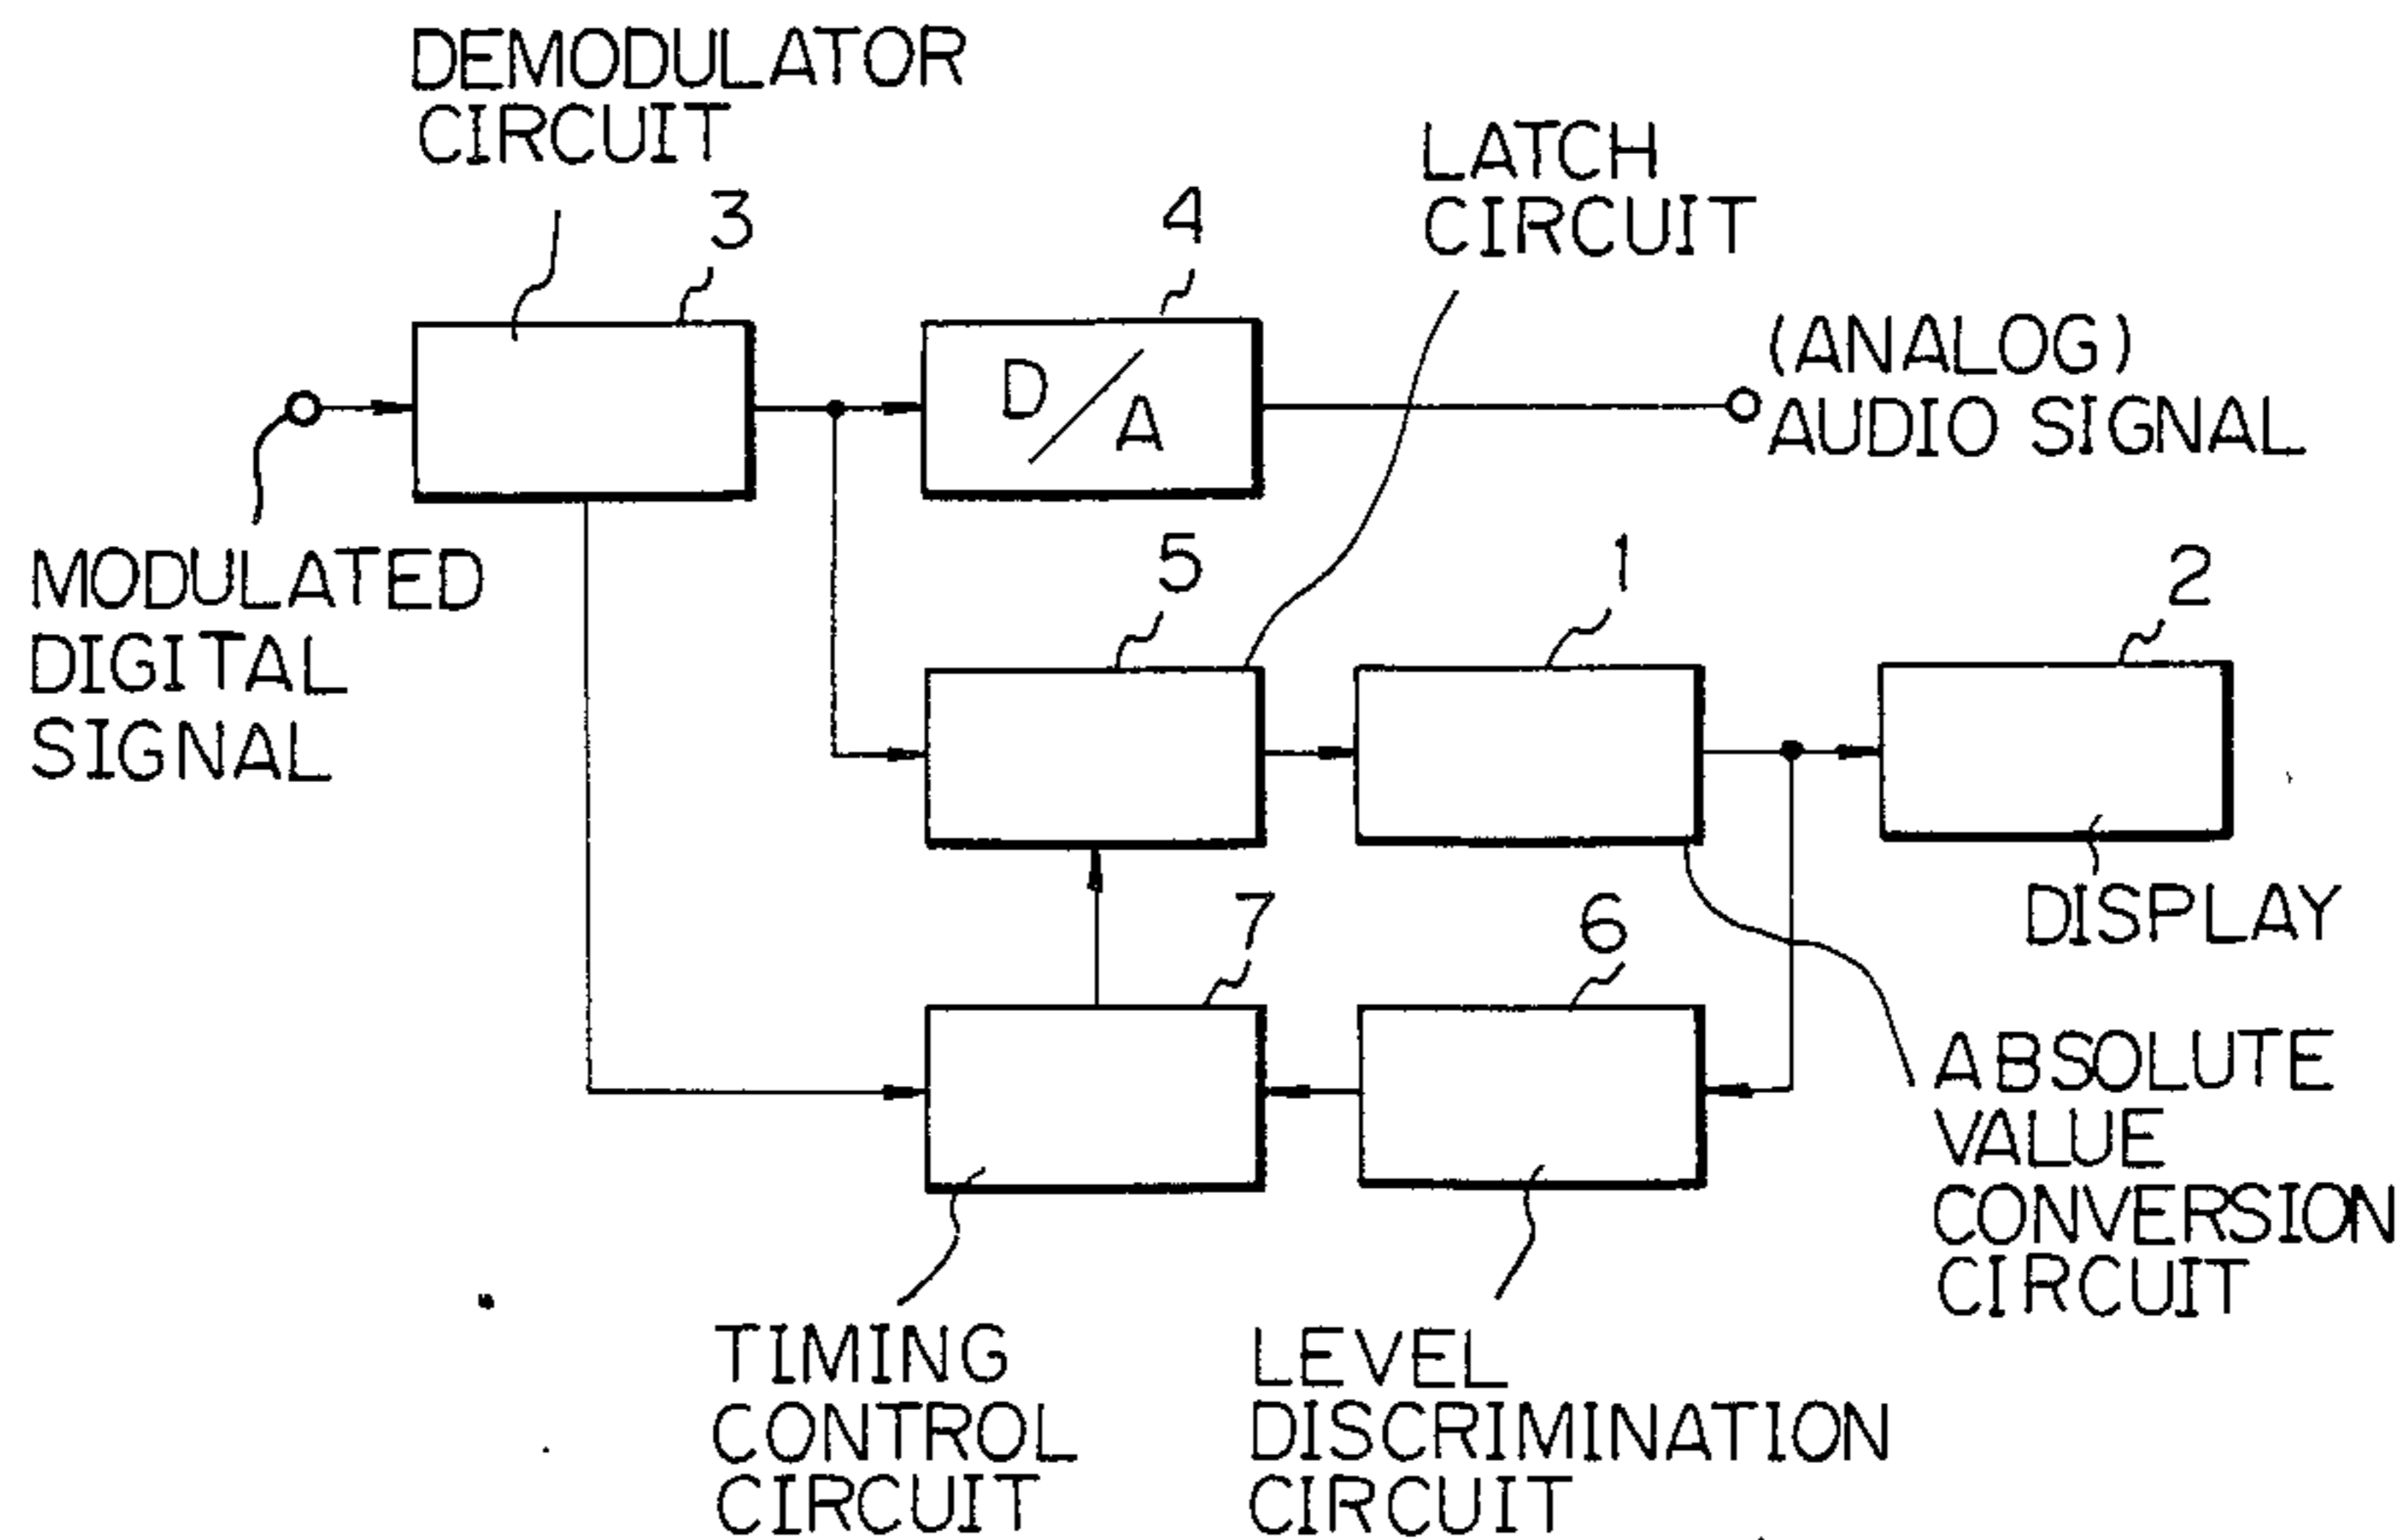 DEMODULATOR
CIRCUIT
3
4
LATCH
CIRCUIT
D/A
(ANALOG)
AUDIO SIGNAL
MODULATED
DIGITAL
SIGNAL
5
1
2
DISPLAY
7
6
ABSOLUTE
VALUE
CONVERSION
CIRCUIT
TIMING
CONTROL
CIRCUIT
LEVEL
DISCRIMINATION
CIRCUIT